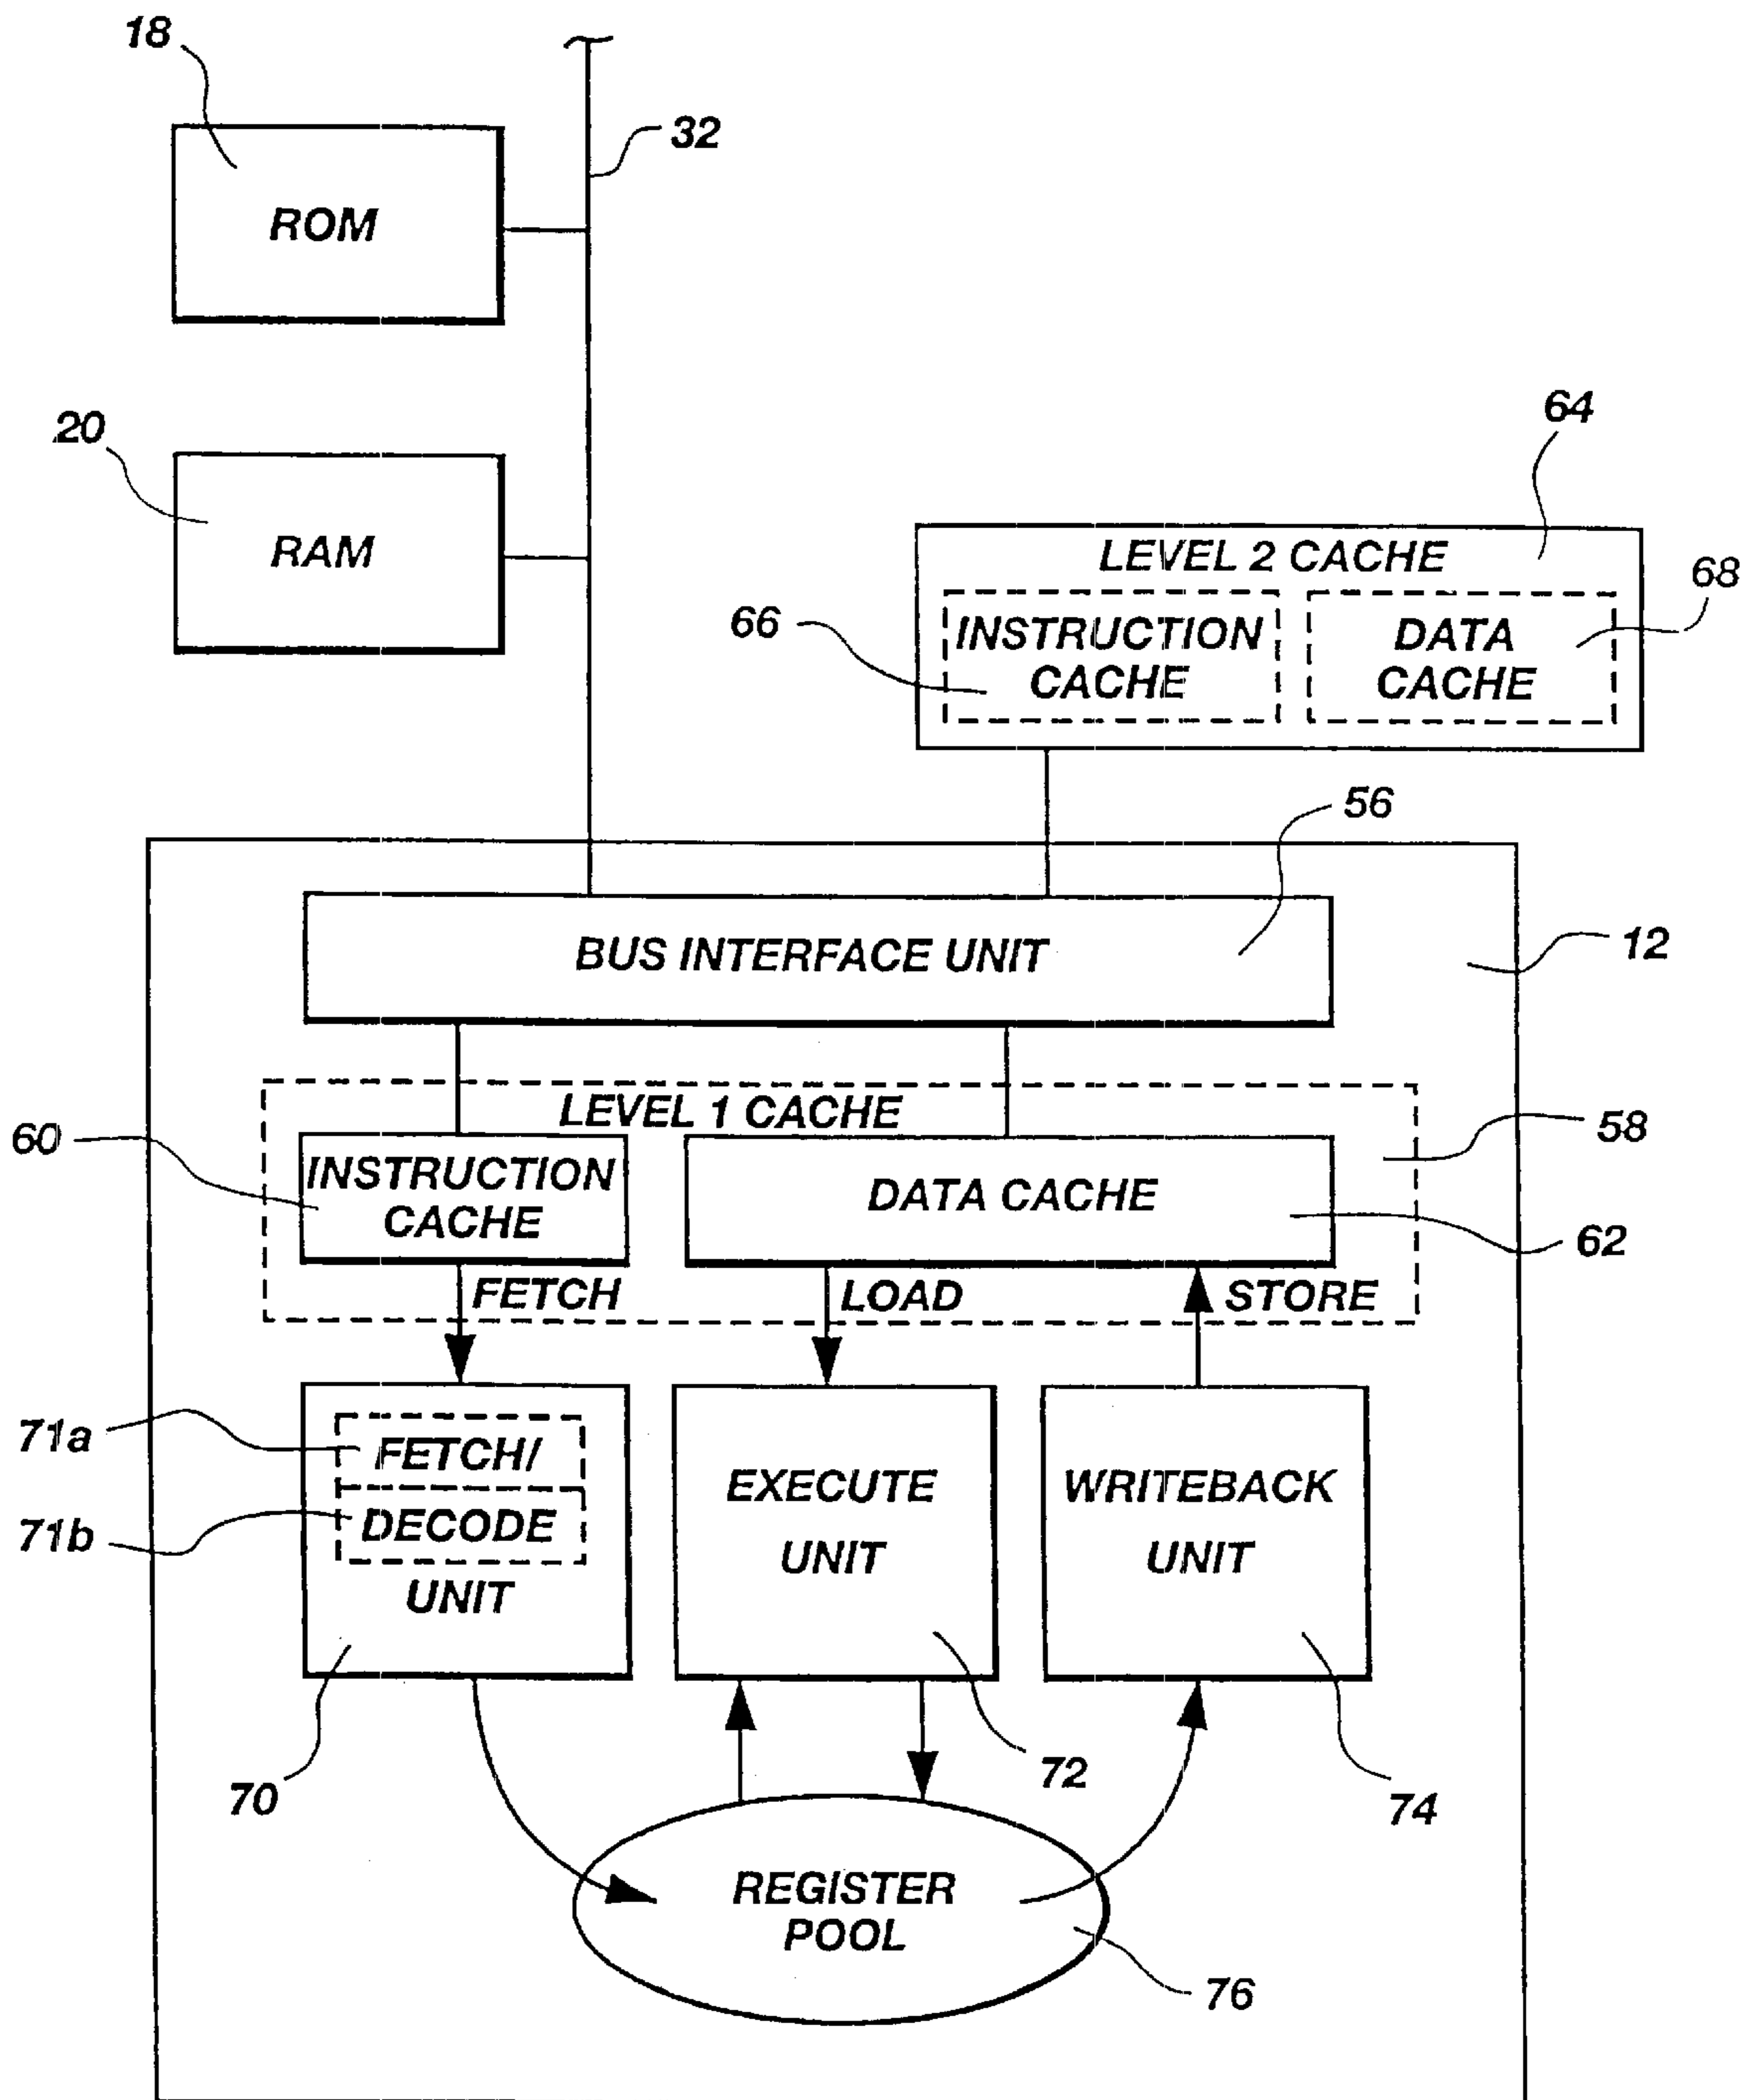 18
32
ROM
20
RAM
64
LEVEL 2 CACHE
68
66
INSTRUCTION
CACHE
DATA
CACHE
56
BUS INTERFACE UNIT
12
LEVEL 1 CACHE
60
58
INSTRUCTION
CACHE
DATA CACHE
62
FETCH
LOAD
STORE
71a
FETCH/
71b
DECODE
UNIT
EXECUTE
UNIT
WRITEBACK
UNIT
70
72
74
REGISTER
POOL
76